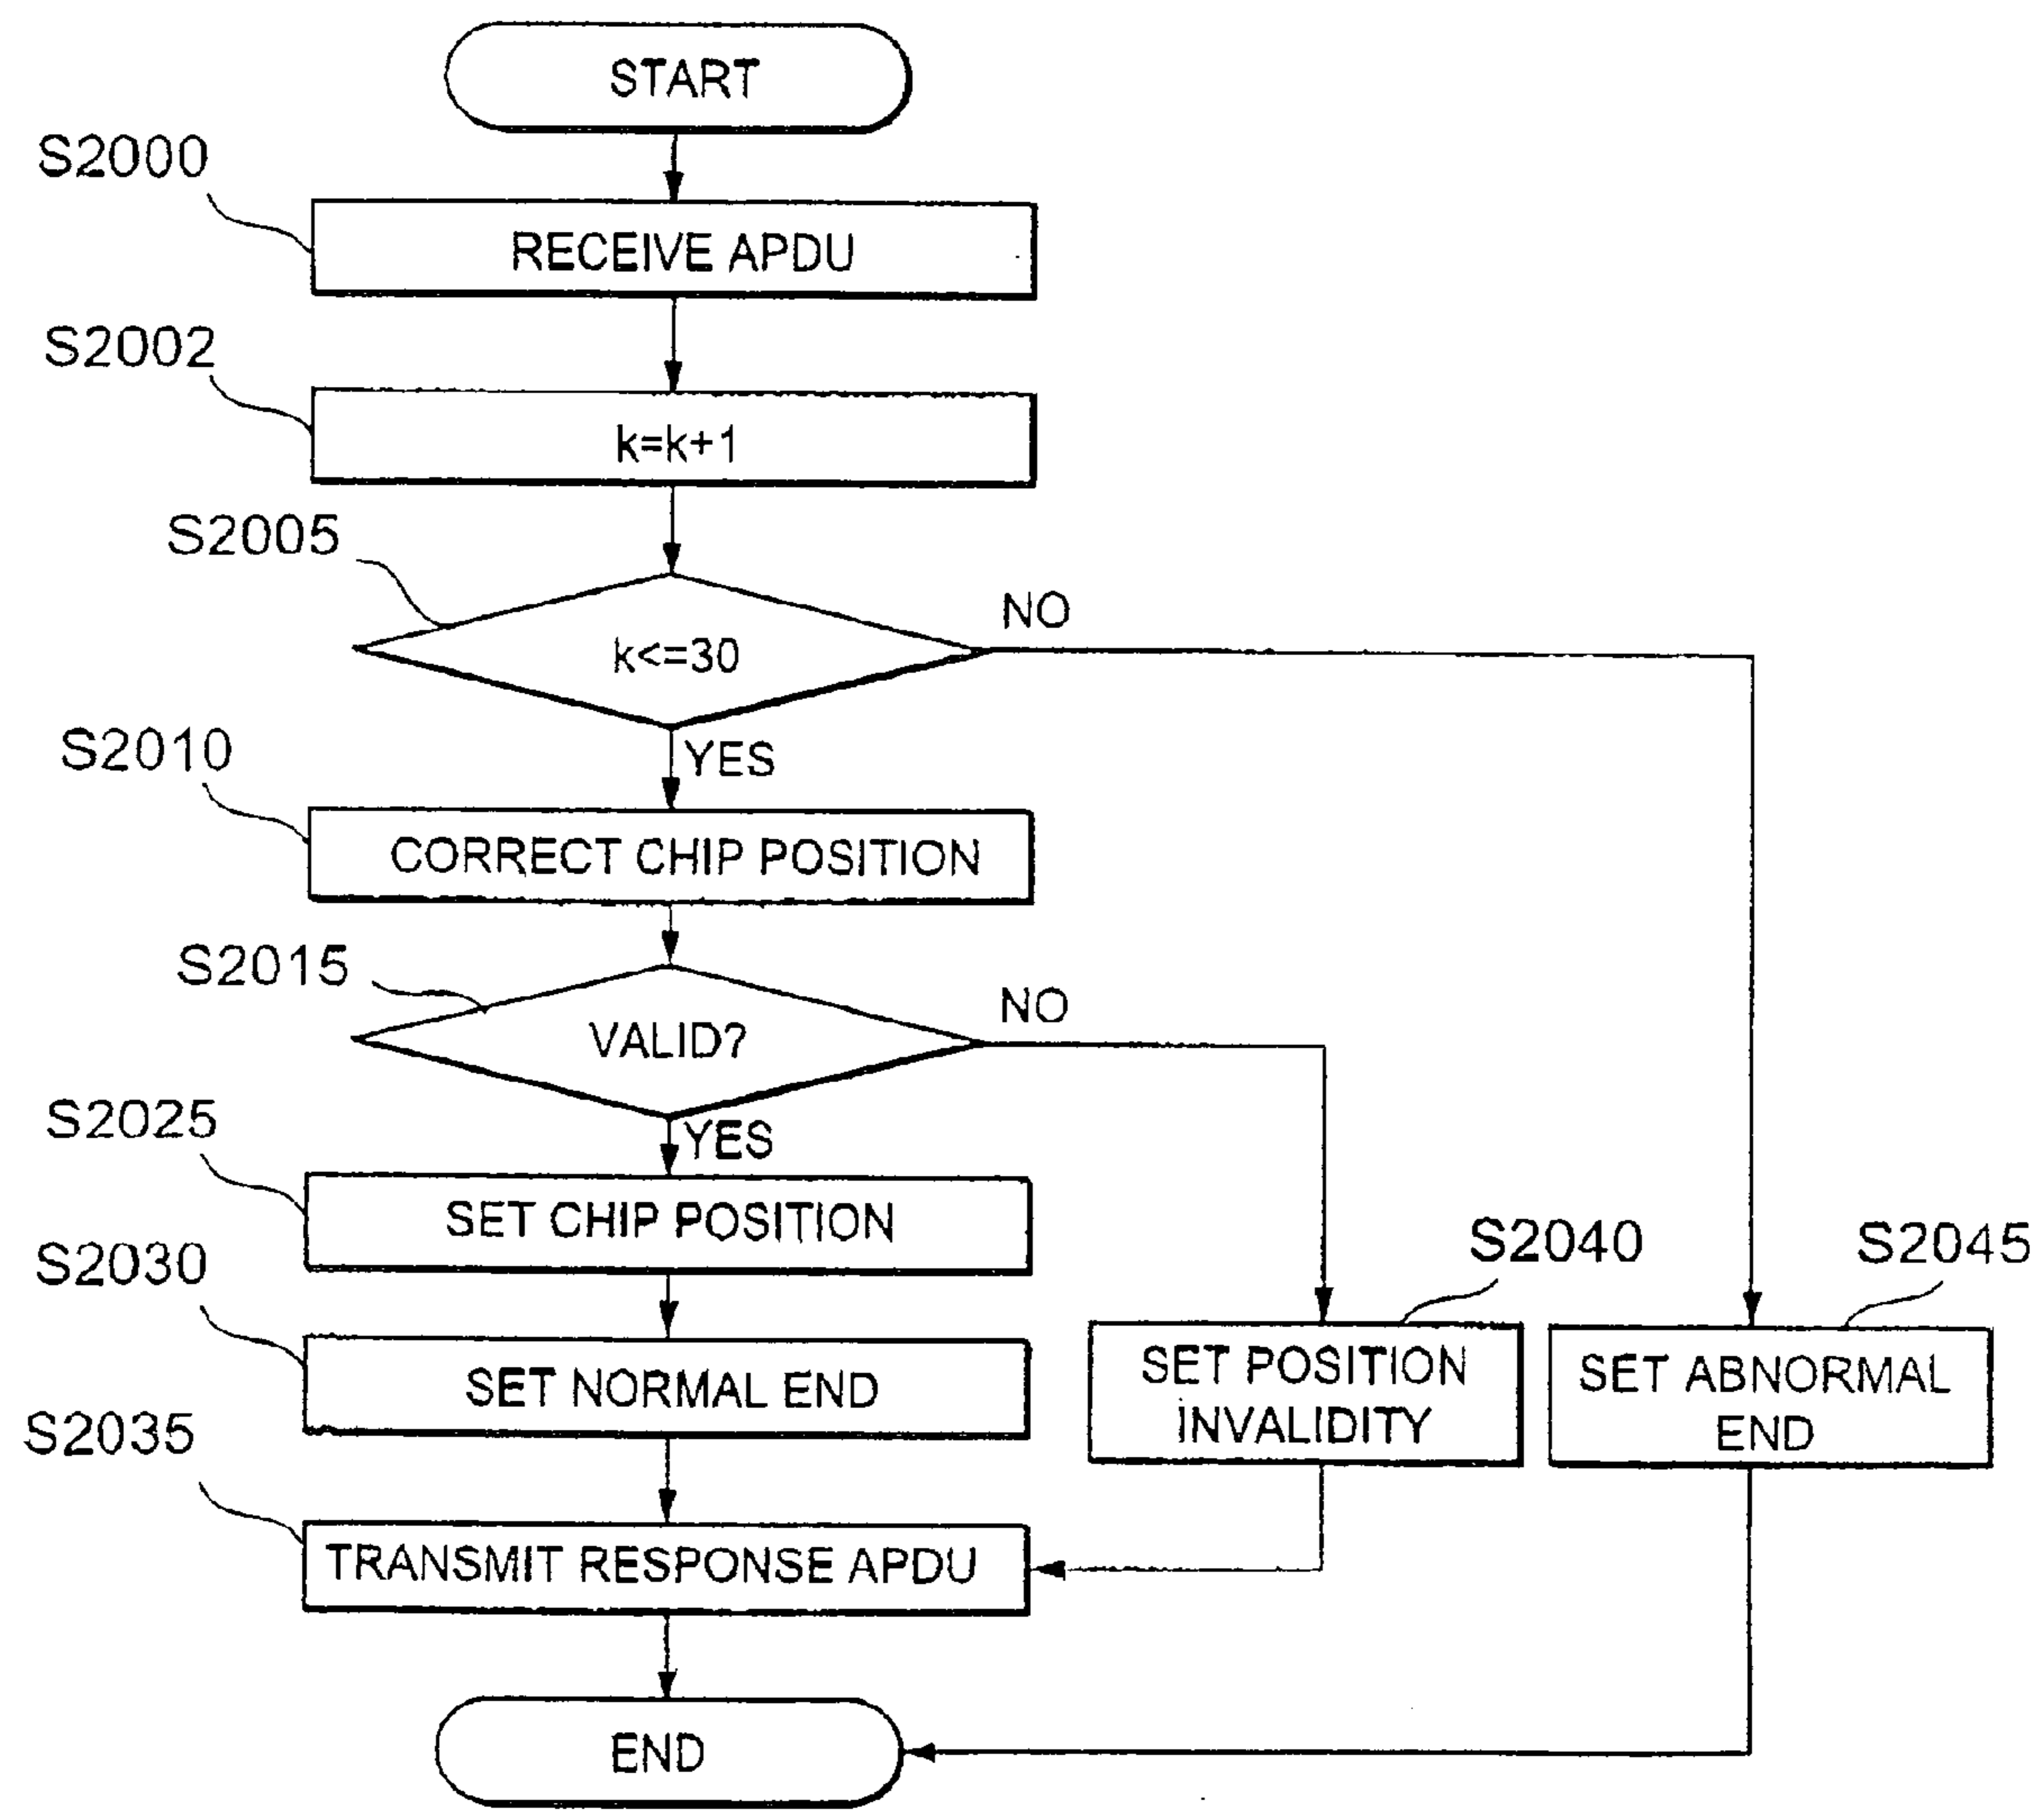 START
S2000
RECEIVE APDU
S2002
k=k+1
S2005
NO
k<=30
S2010
YES
CORRECT CHIP POSITION
S2015
NO
VALID?
S2025
YES
SET CHIP POSITION
S2040
S2045
S2030
SET POSITION
INVALIDITY
SET ABNORMAL
END
SET NORMAL END
S2035
TRANSMIT RESPONSE APDU
END